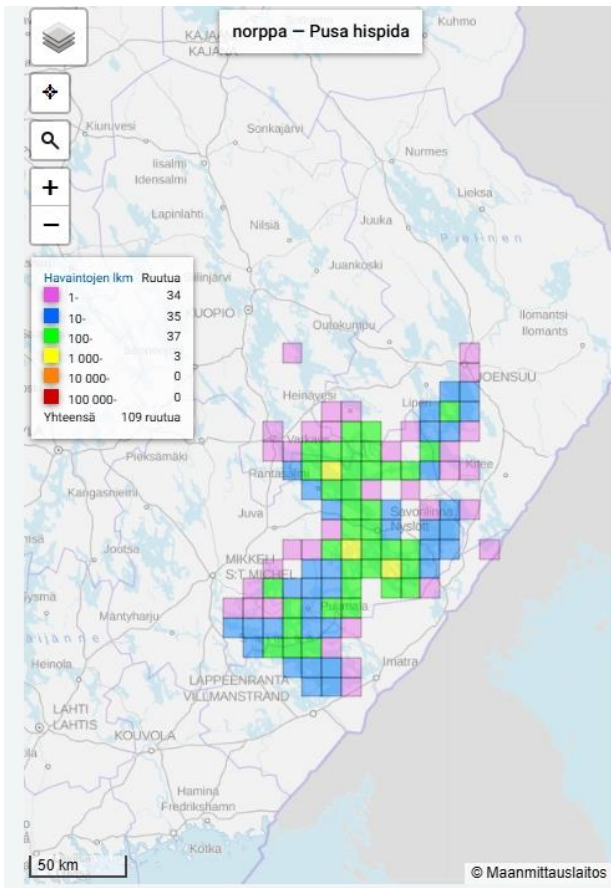 norppa — Pusa hispida
Kuhmo
KAJAANI
KAJANA
Kiuruvesi
Sonkajärvi
Iisalmi
Idensalmi
Nurmes
Lieksa
Lapinlahti
Nilsiä
Juuka
Pielinen
Juankoski
+
−
Havaintojen lkm Ruutua
1- 34
10- 35
100- 37
1 000- 3
10 000- 0
100 000- 0
Yhteensä 109 ruutua
Siilinjärvi
KUOPIO
Outokumpu
Ilomantsi
Ilomants
JOENSUU
Heinävesi
Liperi
Varkaus
Pieksämäki
Rantasalmi
Kitee
Kangasniemi
Juva
Savonlinna
Nyslott
Joutsa
MIKKELI
S:T MICHEL
Sysmä
Mäntyharju
Puumala
Heinola
Imatra
LAPPEENRANTA
VILLMANSTRAND
LAHTI
LAHTIS
KOUVOLA
Hamina
Fredrikshamn
Kotka
50 km
© Maanmittauslaitos